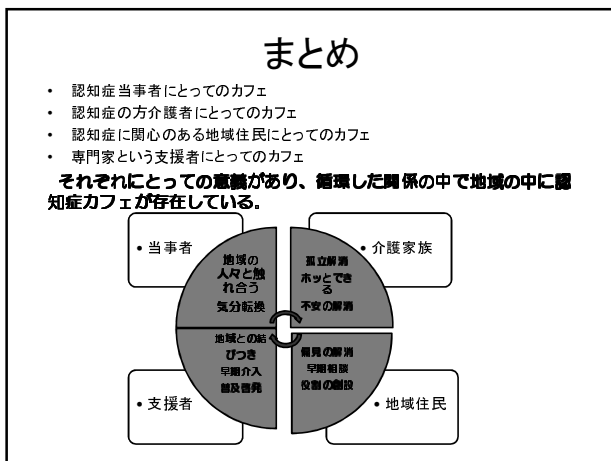 まとめ
• 認知症当事者にとってのカフェ
• 認知症の方介護者にとってのカフェ
• 認知症に関心のある地域住民にとってのカフェ
• 専門家という支援者にとってのカフェ
それぞれにとっての意義があり、循環した関係の中で地域の中に認
知症カフェが存在している。
• 当事者
地域の
人々と触
れ合う
気分転換
孤立解消
ホッとでき
る
不安の解消
• 介護家族
• 支援者
地域との結
びつき
早期介入
普及啓発
偏見の解消
早期相談
役割の創設
• 地域住民